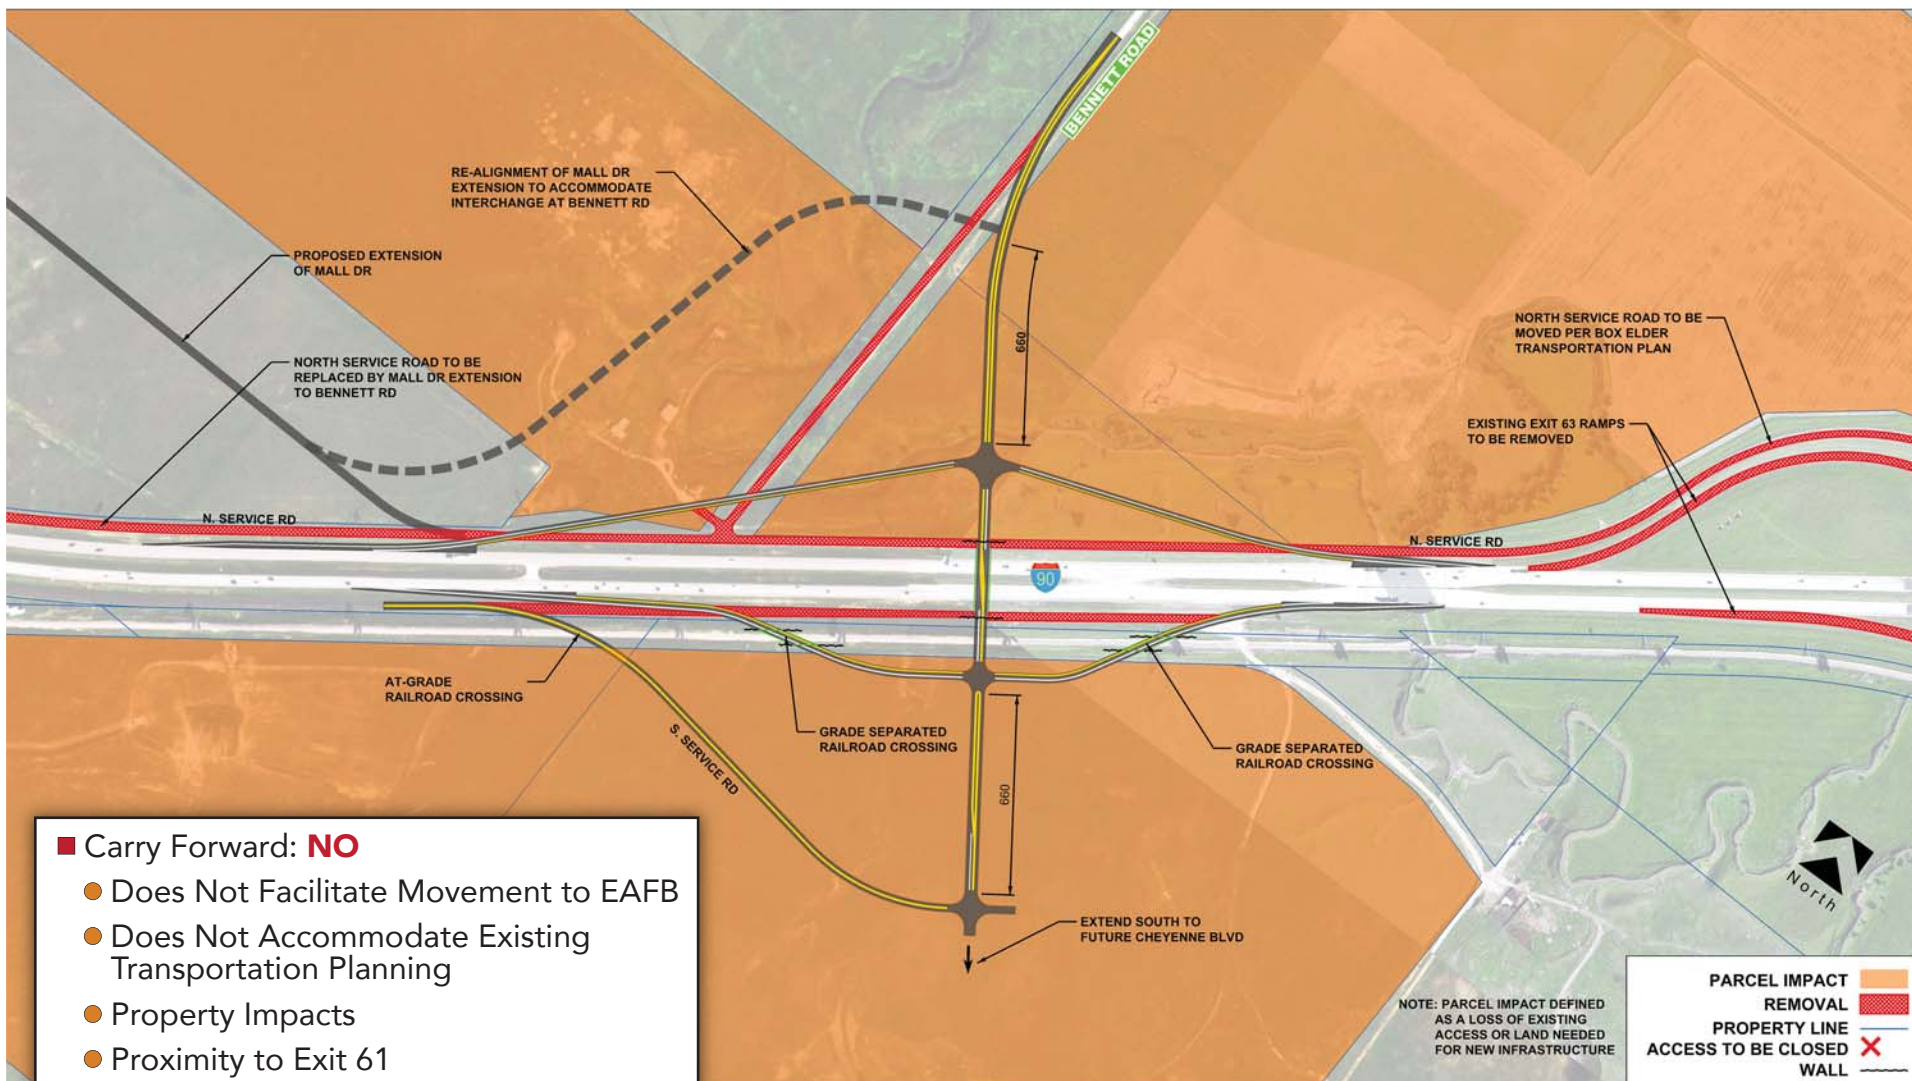 BENNETT ROAD
RE-ALIGNMENT OF MALL DR
EXTENSION TO ACCOMMODATE
INTERCHANGE AT BENNETT RD
PROPOSED EXTENSION
OF MALL DR
NORTH SERVICE ROAD TO BE
REPLACED BY MALL DR EXTENSION
TO BENNETT RD
660
NORTH SERVICE ROAD TO BE
MOVED PER BOX ELDER
TRANSPORTATION PLAN
EXISTING EXIT 63 RAMPS
TO BE REMOVED
N. SERVICE RD
N. SERVICE RD
90
AT-GRADE
RAILROAD CROSSING
S. SERVICE RD
GRADE SEPARATED
RAILROAD CROSSING
GRADE SEPARATED
RAILROAD CROSSING
660
EXTEND SOUTH TO
FUTURE CHEYENNE BLVD
North
Carry Forward: NO
Does Not Facilitate Movement to EAFB
Does Not Accommodate Existing
Transportation Planning
Property Impacts
Proximity to Exit 61
NOTE: PARCEL IMPACT DEFINED
AS A LOSS OF EXISTING
ACCESS OR LAND NEEDED
FOR NEW INFRASTRUCTURE
PARCEL IMPACT
REMOVAL
PROPERTY LINE
ACCESS TO BE CLOSED
WALL